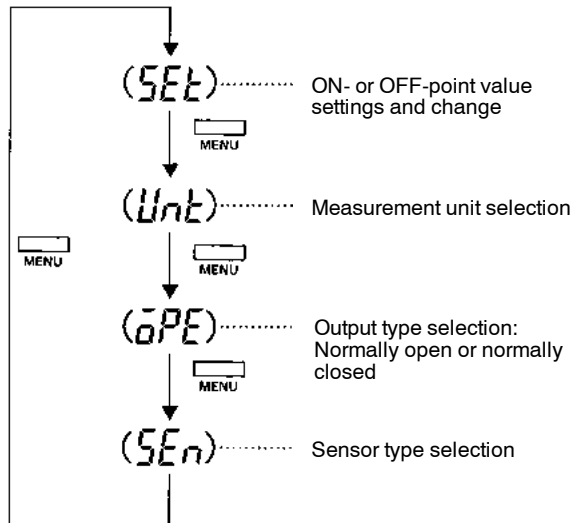 (SEt) ON- or OFF-point value
settings and change
MENU
(Unt) Measurement unit selection
MENU
MENU
(oPE) Output type selection:
Normally open or normally
closed
MENU
(SEn) Sensor type selection